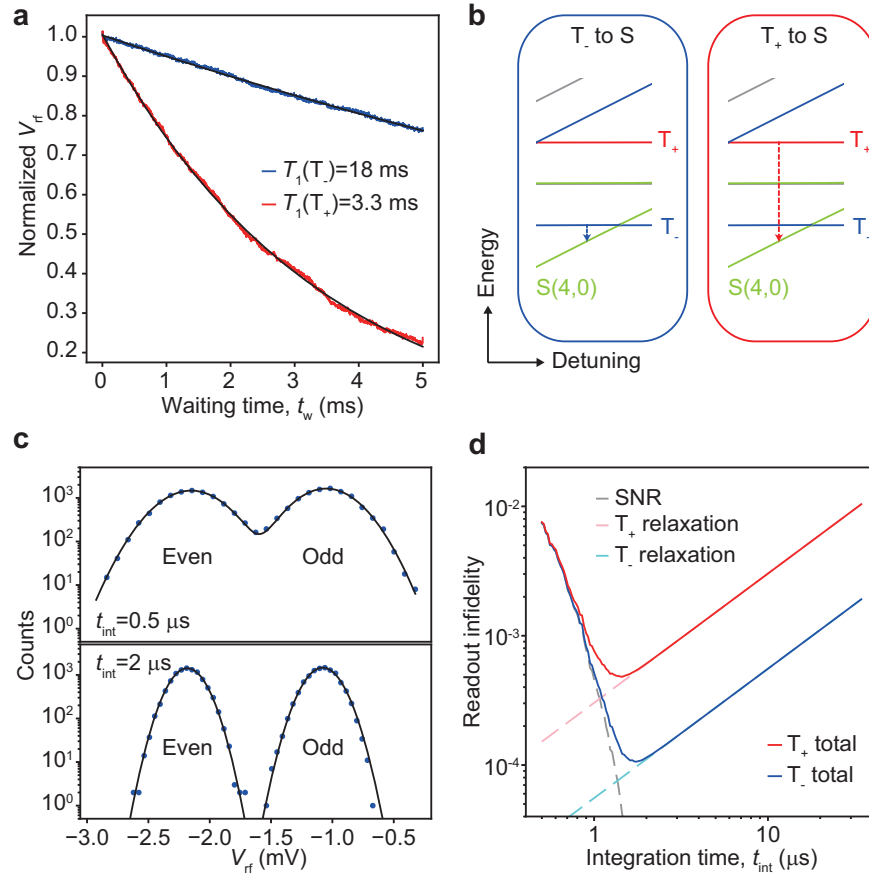 a
1.0
0.9
0.8
0.7
0.6
0.5
0.4
0.3
0.2
Normalized V_rf
T_1(T_-)=18 ms
T_1(T_+)=3.3 ms
0 1 2 3 4 5
Waiting time, t_w (ms)
b
T_- to S
T_+
T_-
S(4,0)
T_+ to S
T_+
T_-
S(4,0)
Energy
Detuning
c
10^3
10^2
10^1
10^0
Even Odd
t_int=0.5 μs
10^3
10^2
10^1
10^0
t_int=2 μs
Even Odd
Counts
−3.0 −2.5 −2.0 −1.5 −1.0 −0.5
V_rf (mV)
d
10^-2
10^-3
10^-4
Readout infidelity
SNR
T_+ relaxation
T_- relaxation
T_+ total
T_- total
1 10
Integration time, t_int (μs)